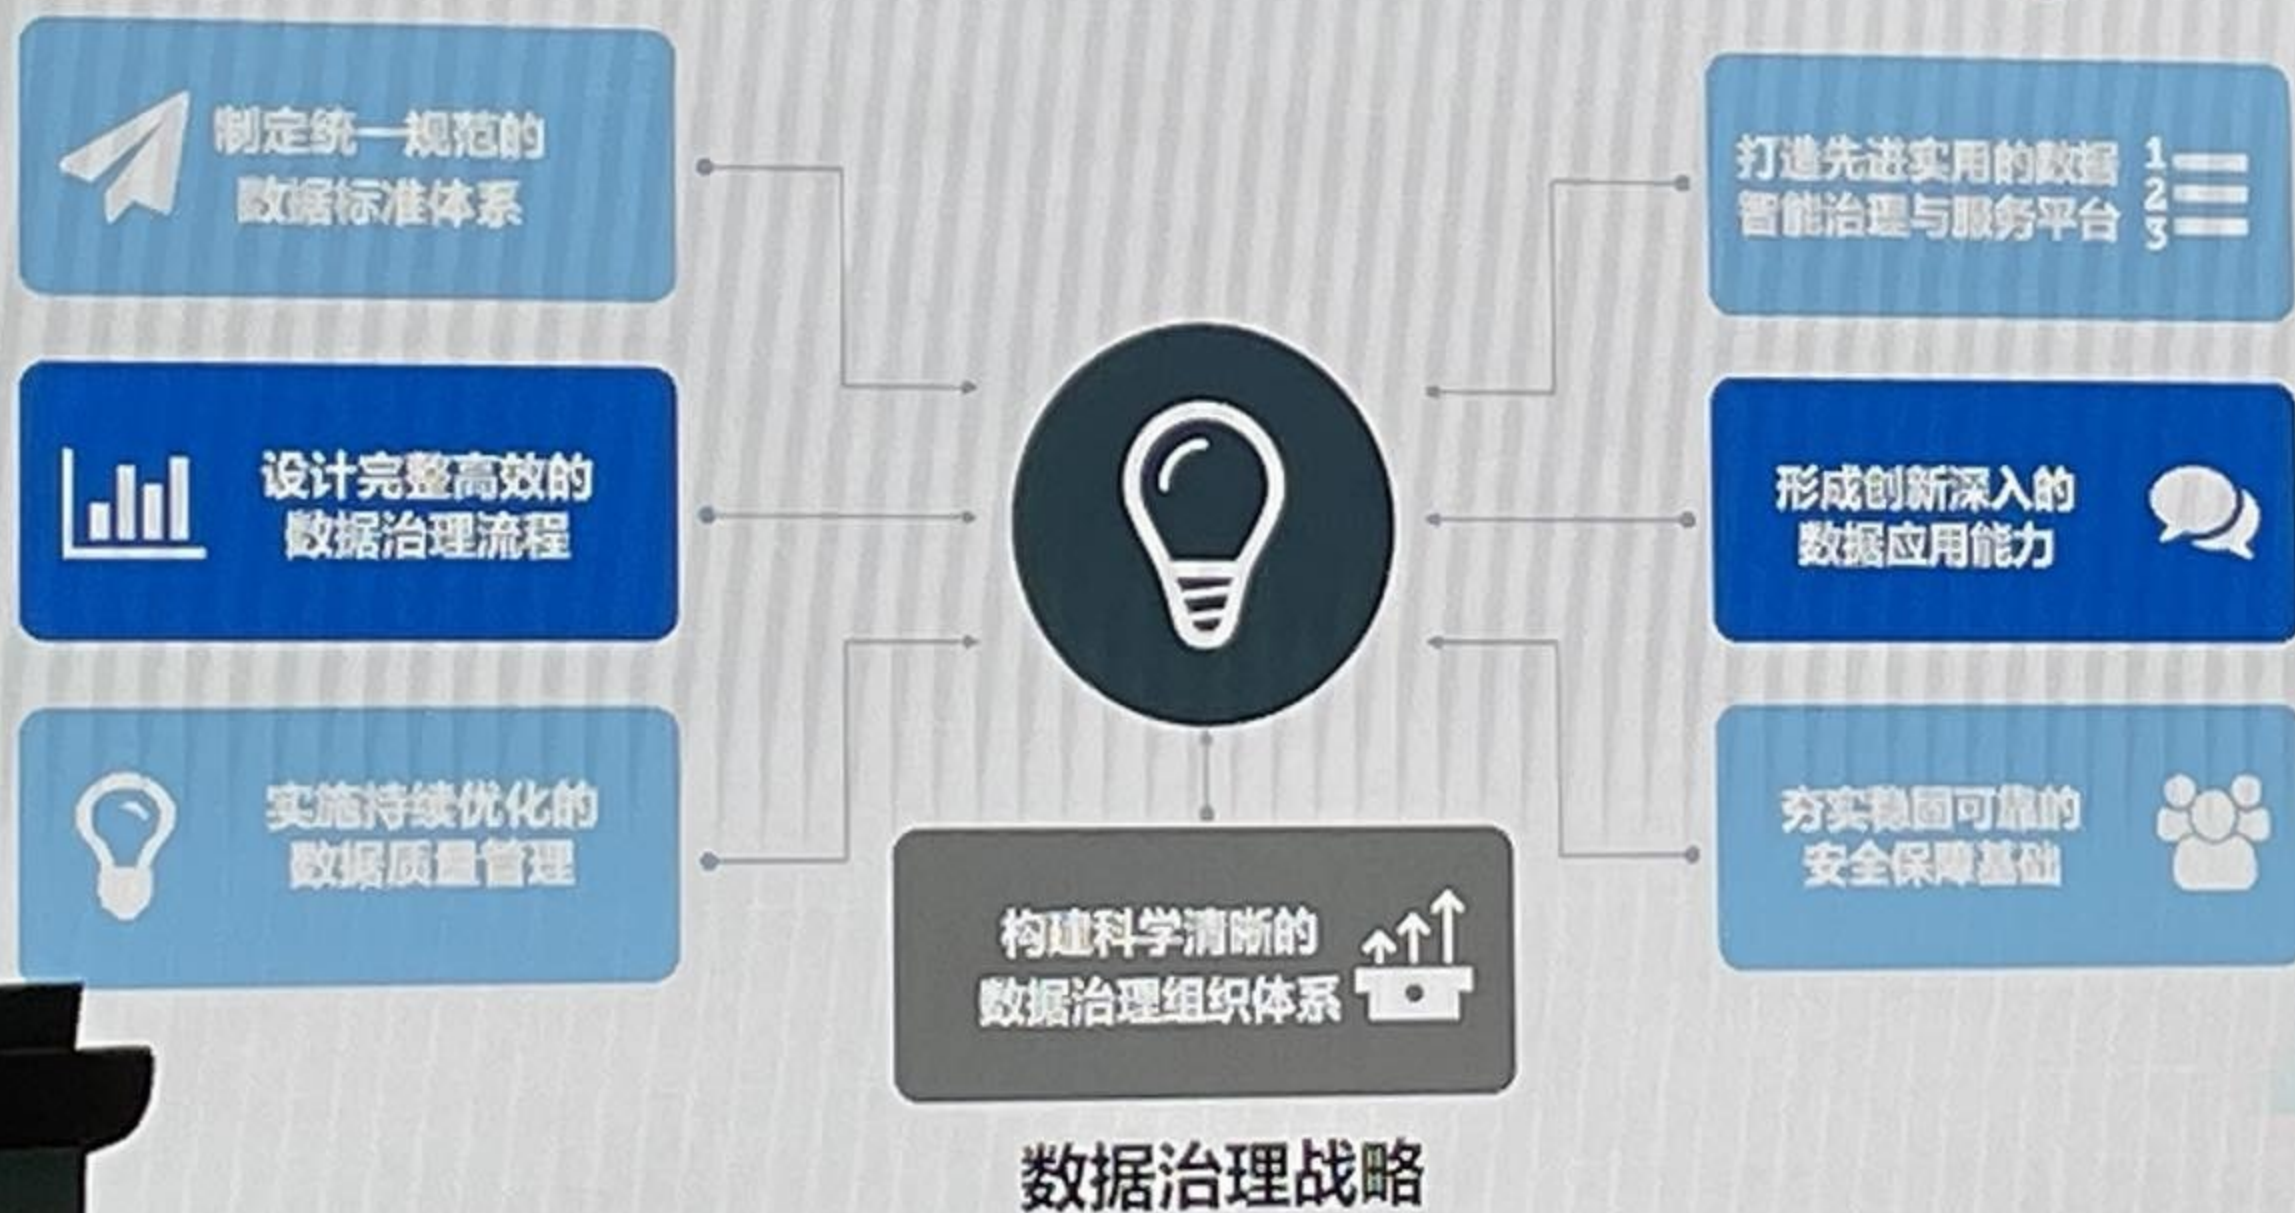 制定统一规范的
数据标准体系
设计完整高效的
数据治理流程
实施持续优化的
数据质量管理
打造先进实用的数据
智能治理与服务平台
1
2
3
形成创新深入的
数据应用能力
夯实稳固可靠的
安全保障基础
构建科学清晰的
数据治理组织体系
数据治理战略